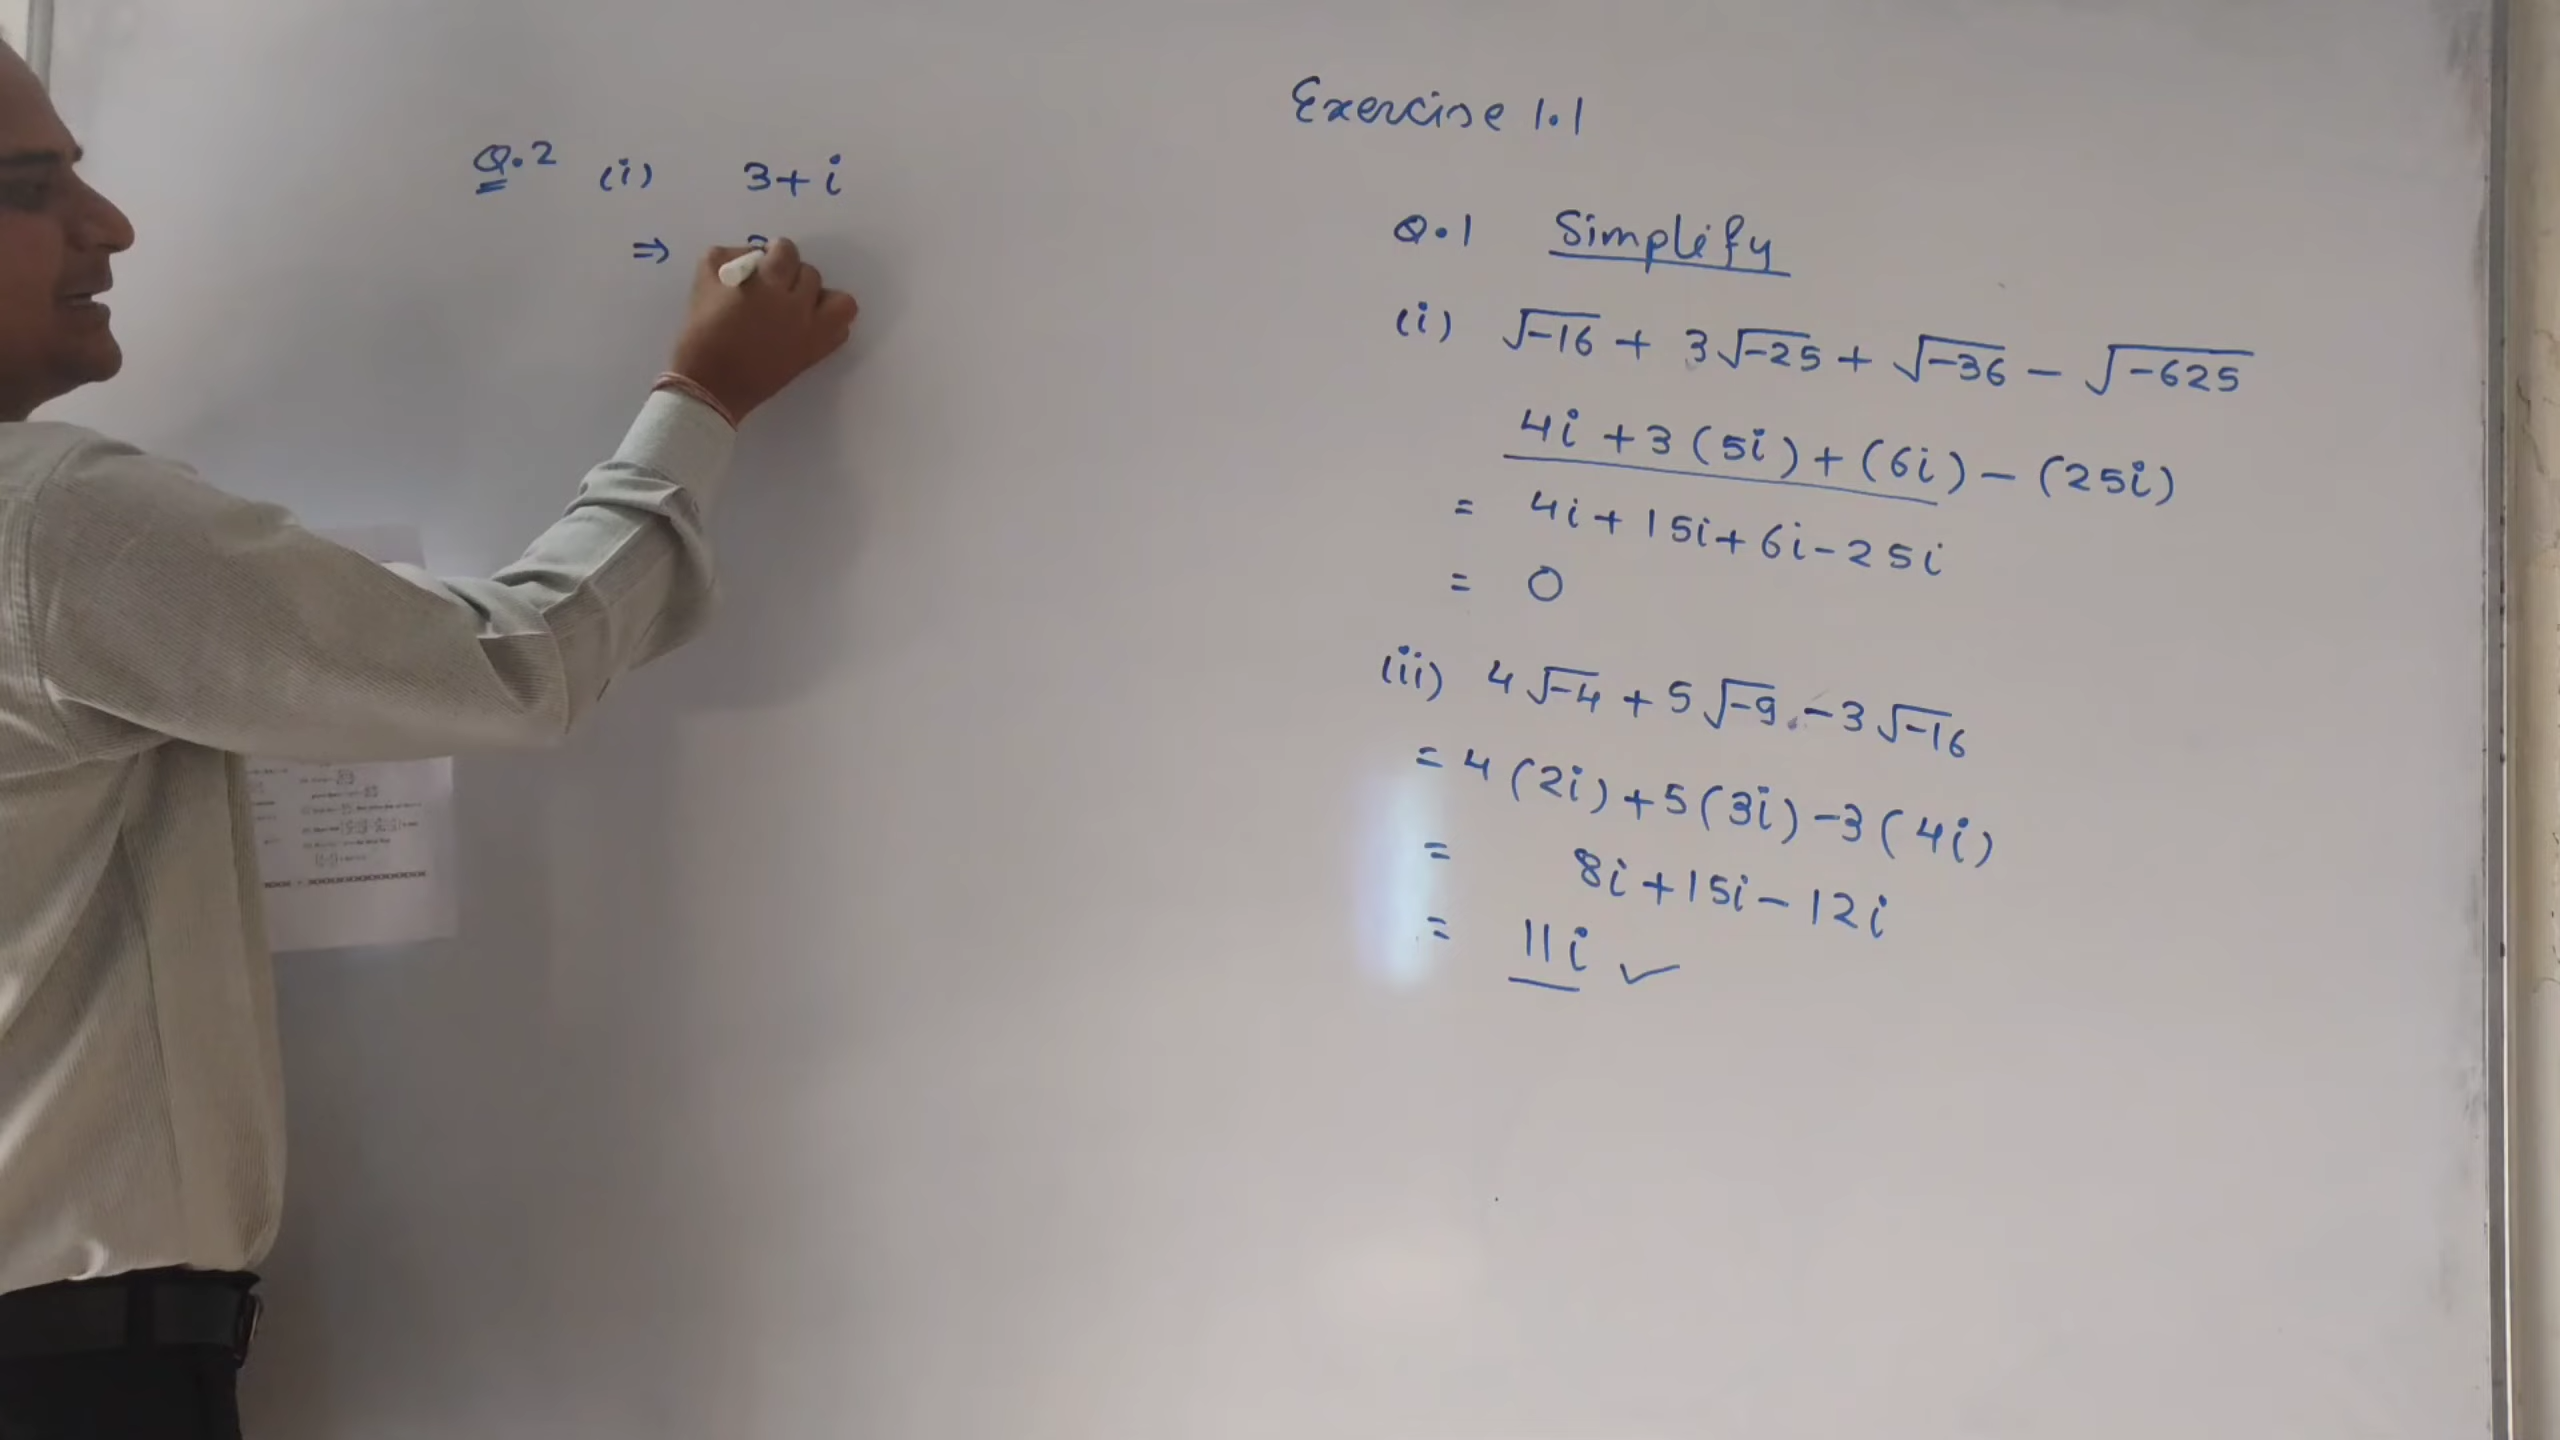 Exercise 1.1
Q.1 Simplify
(i) √-16 + 3√-25 + √-36 - √-625
4i + 3(5i) + (6i) - (25i)
= 4i + 15i + 6i - 25i
= 0
(ii) 4√-4 + 5√-9 - 3√-16
= 4(2i) + 5(3i) - 3(4i)
= 8i + 15i - 12i
= 11i ✓
Q.2 (i) 3+i
⇒